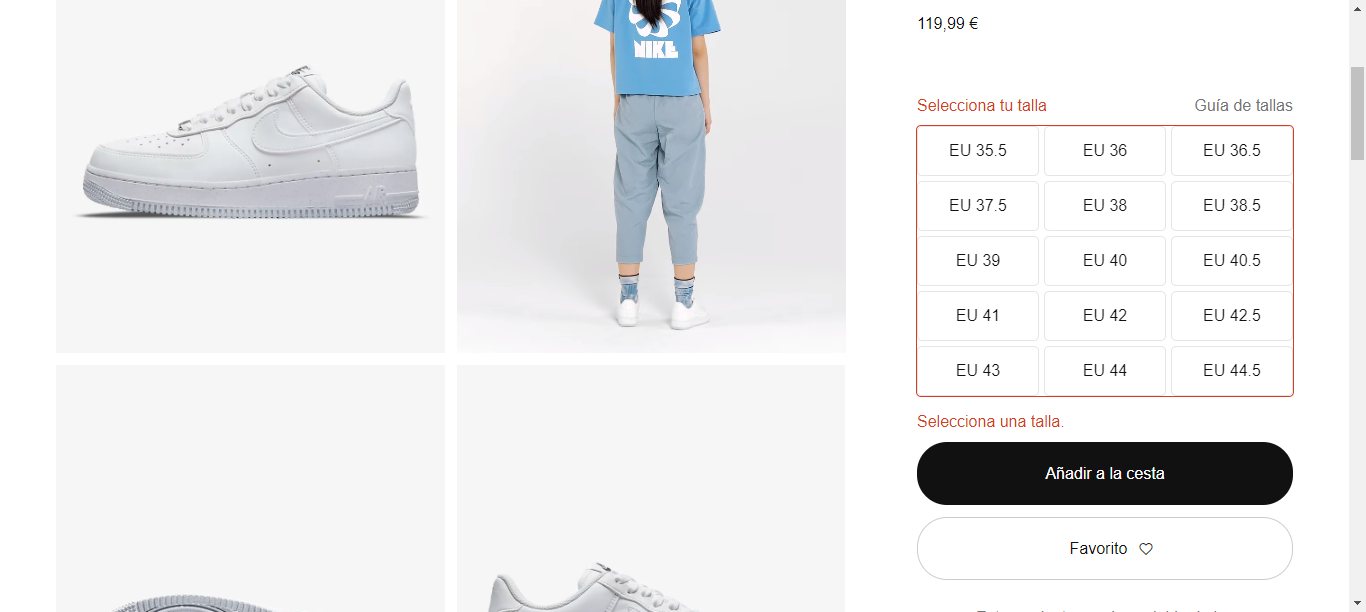 NIKE
119,99 €
Selecciona tu talla
Guía de tallas
EU 35.5
EU 36
EU 36.5
EU 37.5
EU 38
EU 38.5
EU 39
EU 40
EU 40.5
EU 41
EU 42
EU 42.5
EU 43
EU 44
EU 44.5
Selecciona una talla.
Añadir a la cesta
Favorito